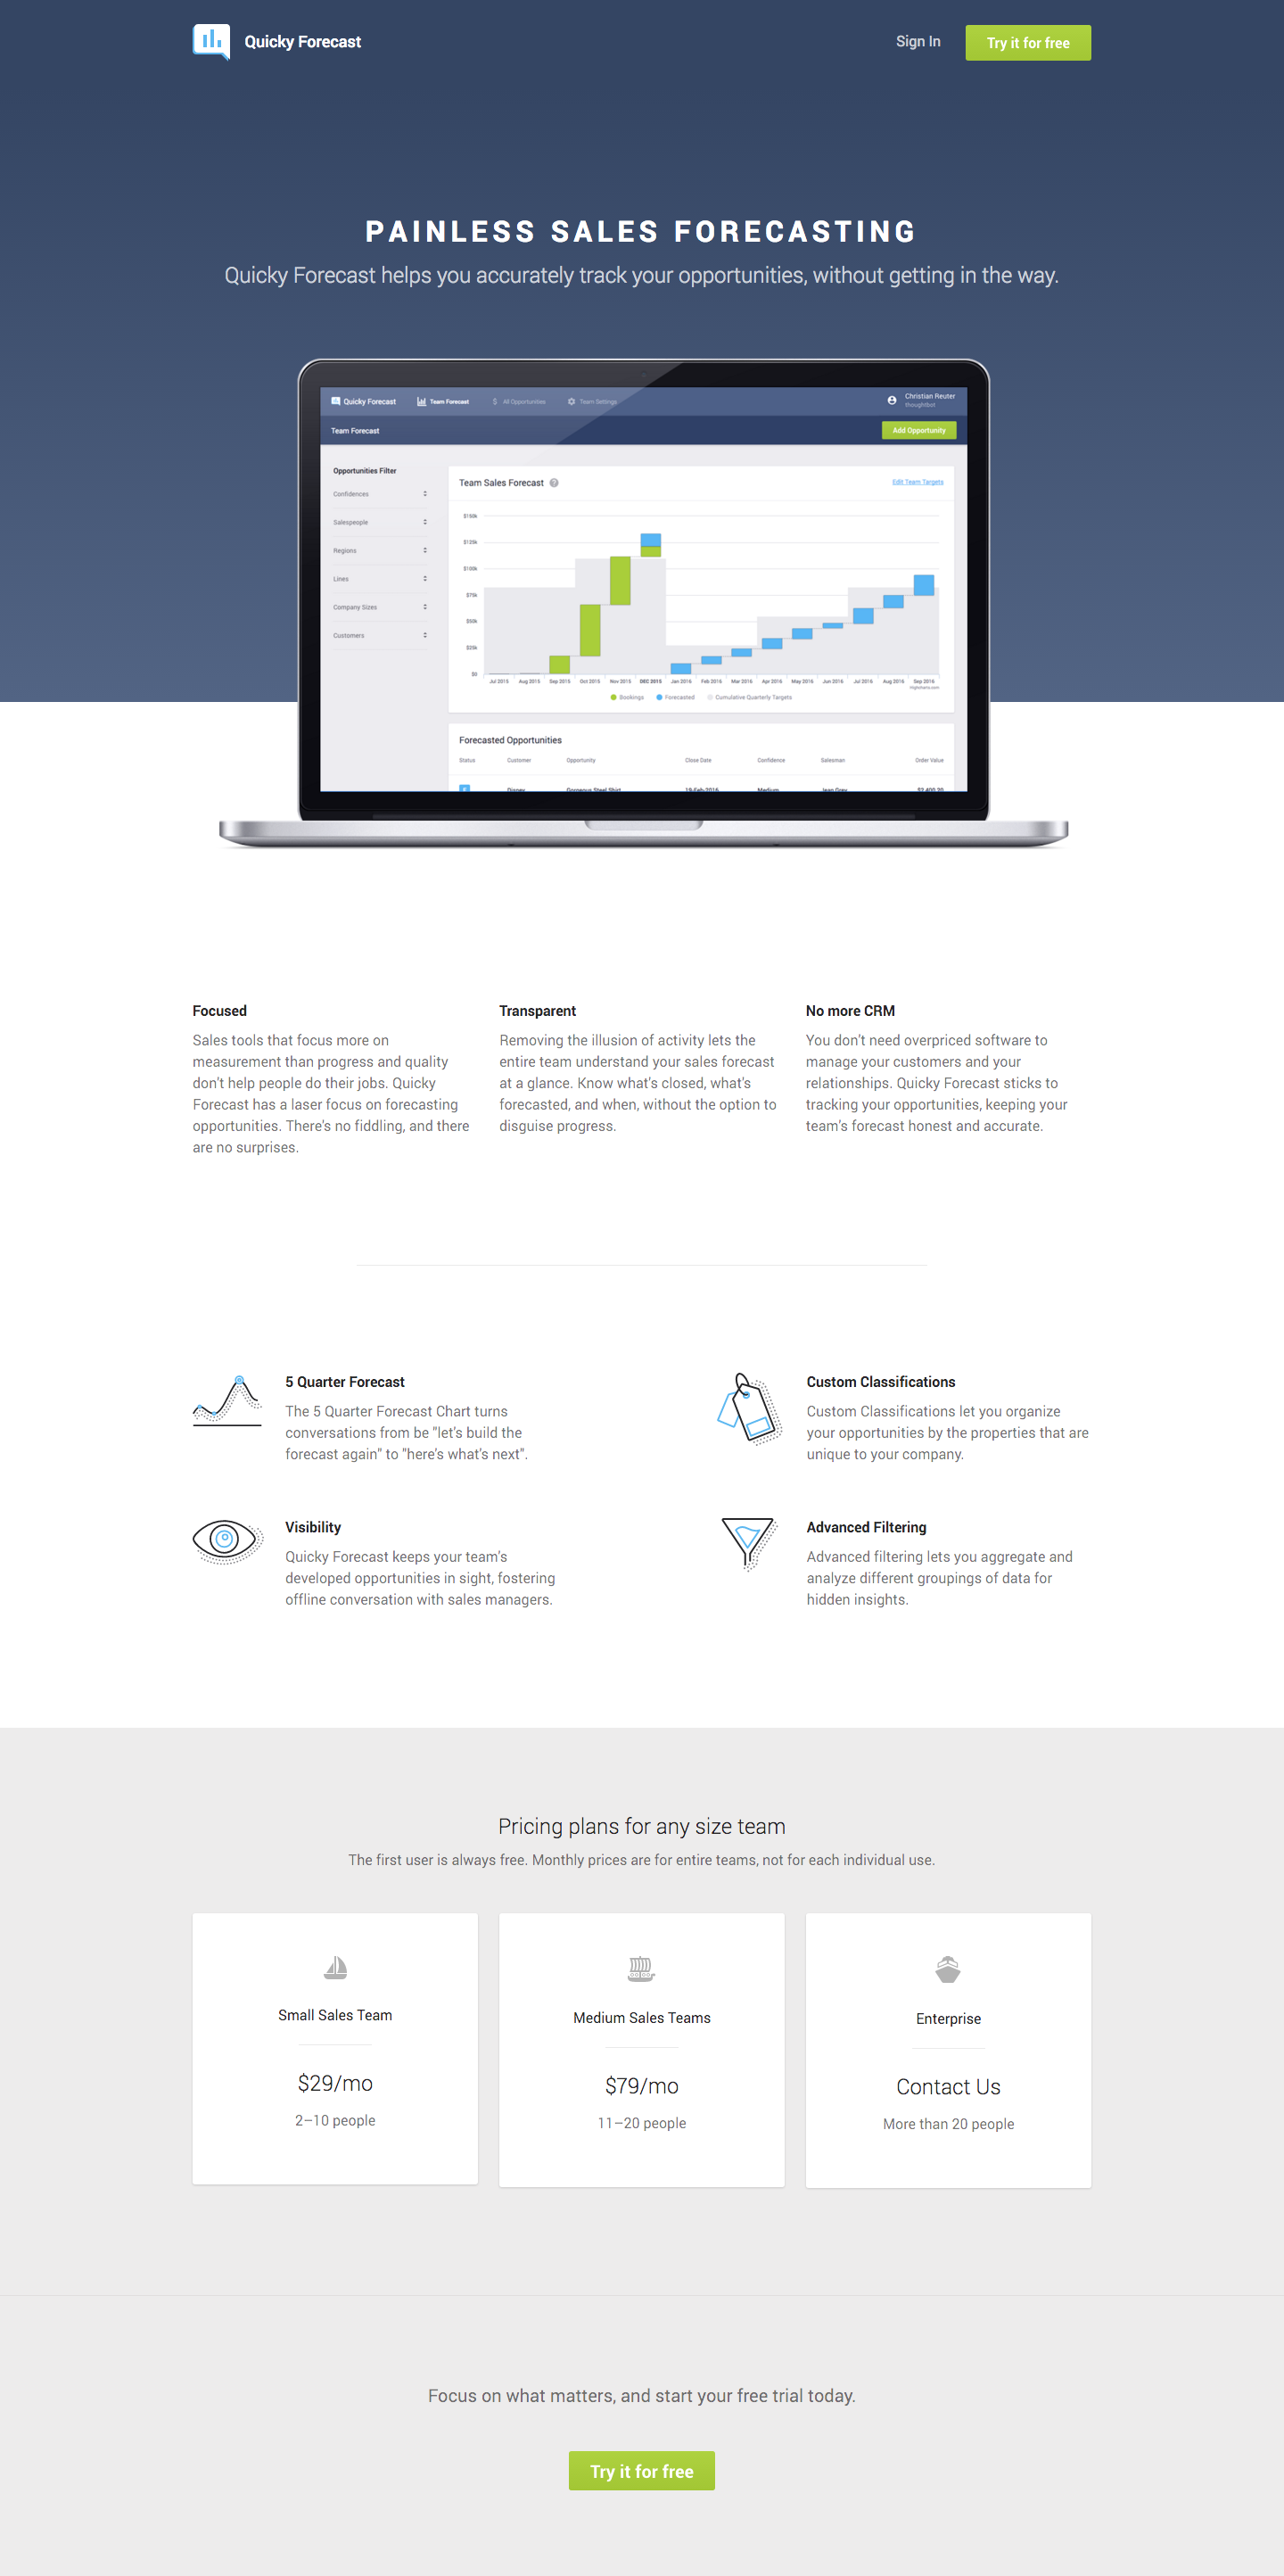 Quicky Forecast
Sign In
Try it for free
PAINLESS SALES FORECASTING
Quicky Forecast helps you accurately track your opportunities, without getting in the way.
Quicky Forecast
Team Forecast
All Opportunities
Team Settings
Christian Reuter
thoughtbot
Team Forecast
Add Opportunity
Opportunities Filter
Confidences
Salespeople
Regions
Lines
Company Sizes
Customers
Team Sales Forecast
?
Edit Team Targets
$150k
$125k
$100k
$75k
$50k
$25k
$0
Jul 2015 Aug 2015 Sep 2015 Oct 2015 Nov 2015 DEC 2015 Jan 2016 Feb 2016 Mar 2016 Apr 2016 May 2016 Jun 2016 Jul 2016 Aug 2016 Sep 2016
Highcharts.com
Bookings Forecasted Cumulative Quarterly Targets
Forecasted Opportunities
Status Customer Opportunity Close Date Confidence Salesman Order Value
Disney Gorgeous Steel Shirt 19-Feb-2016 Medium Jean Grey $2,400.20
Focused
Sales tools that focus more on
measurement than progress and quality
don't help people do their jobs. Quicky
Forecast has a laser focus on forecasting
opportunities. There's no fiddling, and there
are no surprises.
Transparent
Removing the illusion of activity lets the
entire team understand your sales forecast
at a glance. Know what's closed, what's
forecasted, and when, without the option to
disguise progress.
No more CRM
You don't need overpriced software to
manage your customers and your
relationships. Quicky Forecast sticks to
tracking your opportunities, keeping your
team's forecast honest and accurate.
5 Quarter Forecast
The 5 Quarter Forecast Chart turns
conversations from be "let's build the
forecast again" to "here's what's next".
Custom Classifications
Custom Classifications let you organize
your opportunities by the properties that are
unique to your company.
Visibility
Quicky Forecast keeps your team's
developed opportunities in sight, fostering
offline conversation with sales managers.
Advanced Filtering
Advanced filtering lets you aggregate and
analyze different groupings of data for
hidden insights.
Pricing plans for any size team
The first user is always free. Monthly prices are for entire teams, not for each individual use.
Small Sales Team
$29/mo
2–10 people
Medium Sales Teams
$79/mo
11–20 people
Enterprise
Contact Us
More than 20 people
Focus on what matters, and start your free trial today.
Try it for free